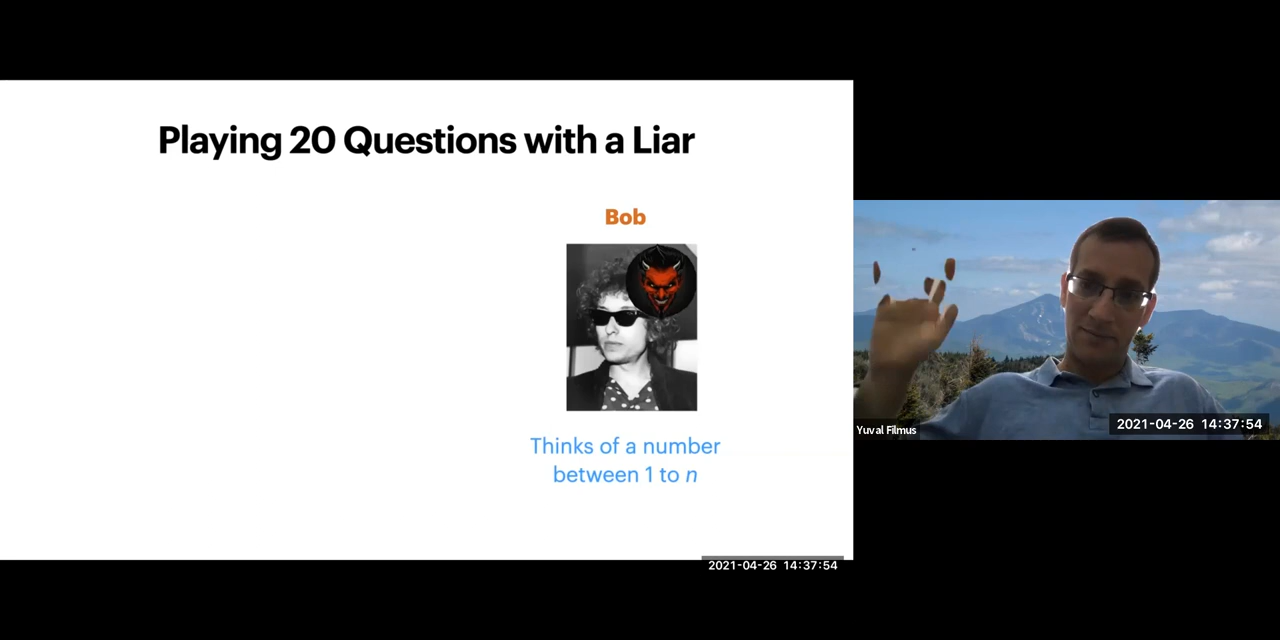 Playing 20 Questions with a Liar
Bob
Thinks of a number
between 1 to n
2021-04-26 14:37:54
Yuval Filmus
2021-04-26 14:37:54